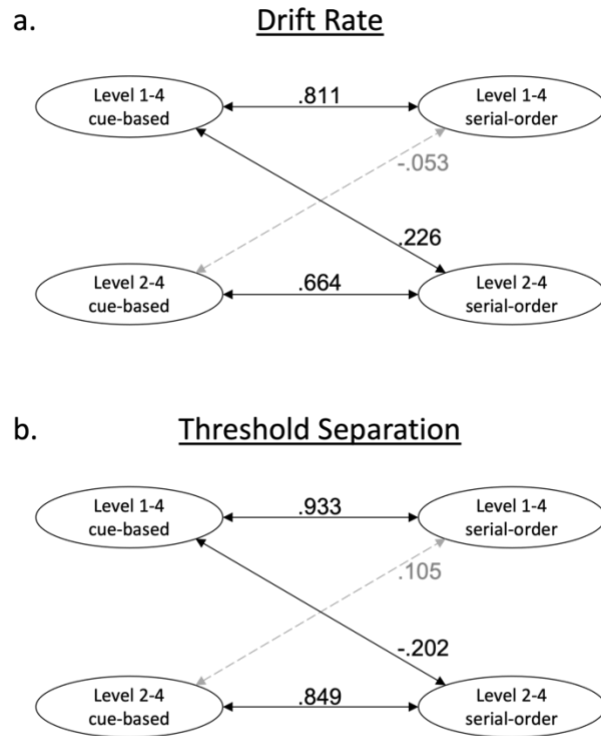 a. Drift Rate
Level 1-4
cue-based
.811
Level 1-4
serial-order
-.053
.226
Level 2-4
cue-based
.664
Level 2-4
serial-order
b. Threshold Separation
Level 1-4
cue-based
.933
Level 1-4
serial-order
.105
-.202
Level 2-4
cue-based
.849
Level 2-4
serial-order